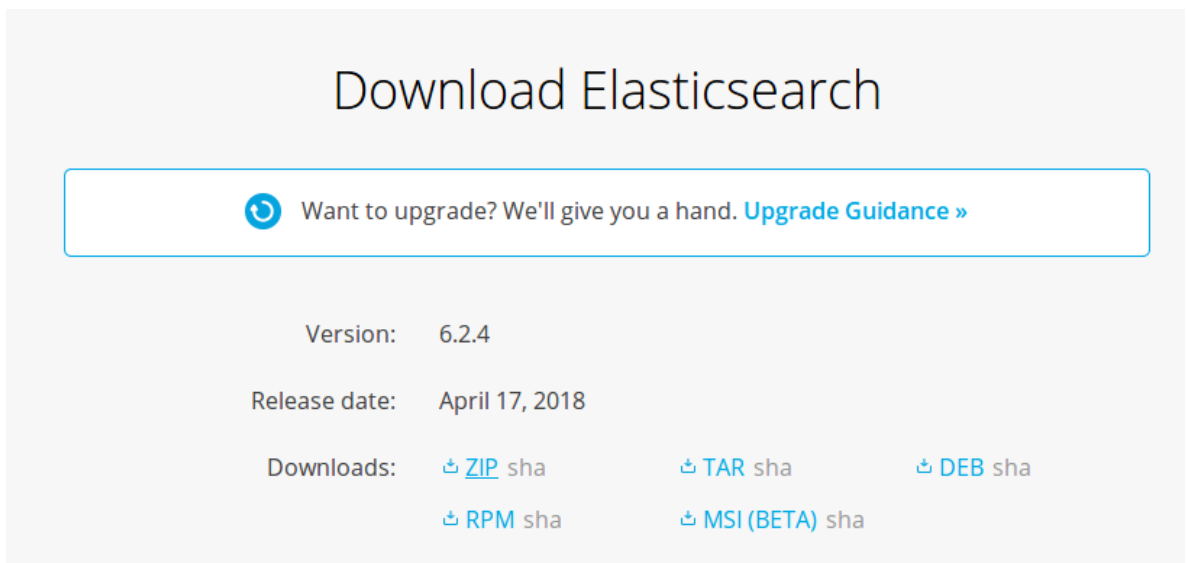 Download Elasticsearch
Want to upgrade? We'll give you a hand. Upgrade Guidance »
Version: 6.2.4
Release date: April 17, 2018
Downloads: ZIP sha TAR sha DEB sha
RPM sha MSI (BETA) sha